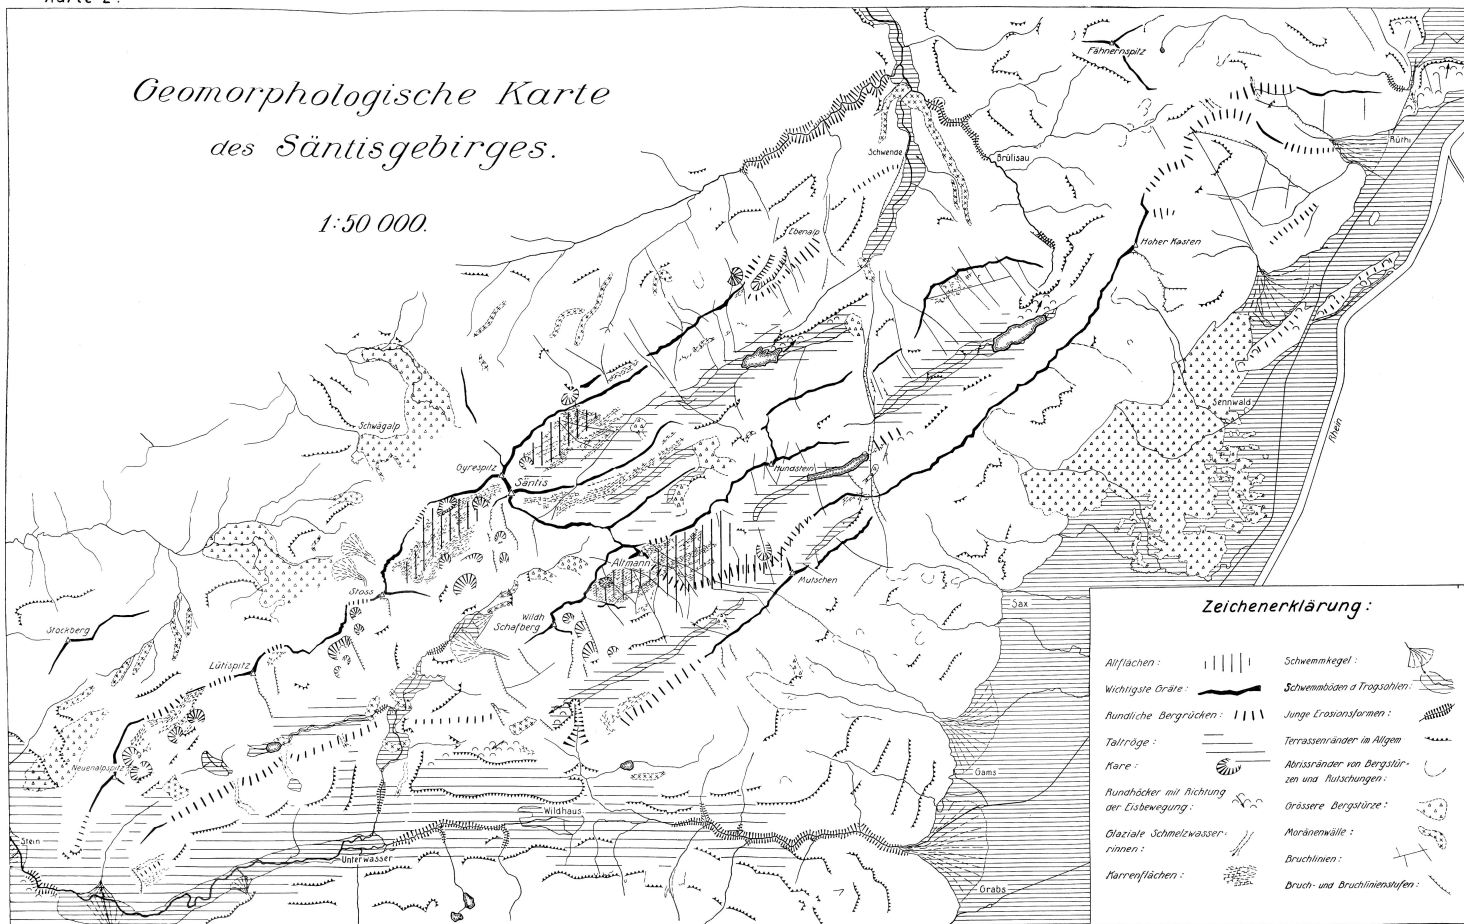 Karte 2.
Geomorphologische Karte
des Säntisgebirges.
1:50 000.
Fähnernspitz
Rüthi
Schwende
Brülisau
Ebenalp
Hoher Kasten
Sennwald
Rhein
Schwägalp
Gyrespitz
Säntis
Hundstein
Altmann
Mutschen
Stoss
Wildh
Schafberg
Stockberg
Lütispitz
Sax
Neuenalpspitz
Gams
Wildhaus
Stein
Unterwasser
Grabs
Zeichenerklärung:
Altflächen:
Wichtigste Gräte:
Rundliche Bergrücken:
Taltröge:
Kare:
Rundhöcker mit Richtung
der Eisbewegung:
Glaziale Schmelzwasser-
rinnen:
Karrenflächen:
Schwemmkegel:
Schwemmböden d Trogsohlen:
Junge Erosionsformen:
Terrassenränder im Allgem
Abrissränder von Bergstür-
zen und Rutschungen:
Grössere Bergstürze:
Moränenwälle:
Bruchlinien:
Bruch- und Bruchlinienstufen: